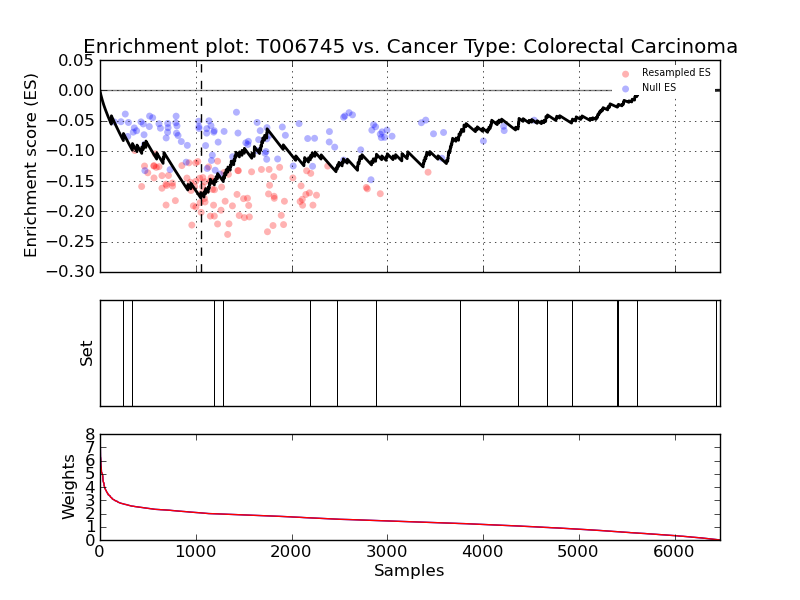 Enrichment plot: T006745 vs. Cancer Type: Colorectal Carcinoma
Enrichment score (ES)
0.05
0.00
−0.05
−0.10
−0.15
−0.20
−0.25
−0.30
Resampled ES
Null ES
Set
Weights
8
7
6
5
4
3
2
1
0
0 1000 2000 3000 4000 5000 6000
Samples